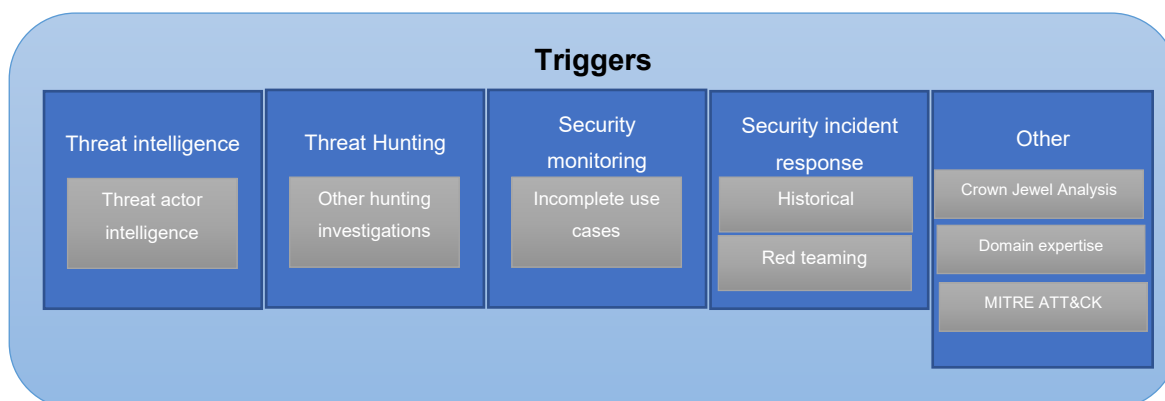 Triggers
Threat intelligence
Threat actor
intelligence
Threat Hunting
Other hunting
investigations
Security
monitoring
Incomplete use
cases
Security incident
response
Historical
Red teaming
Other
Crown Jewel Analysis
Domain expertise
MITRE ATT&CK